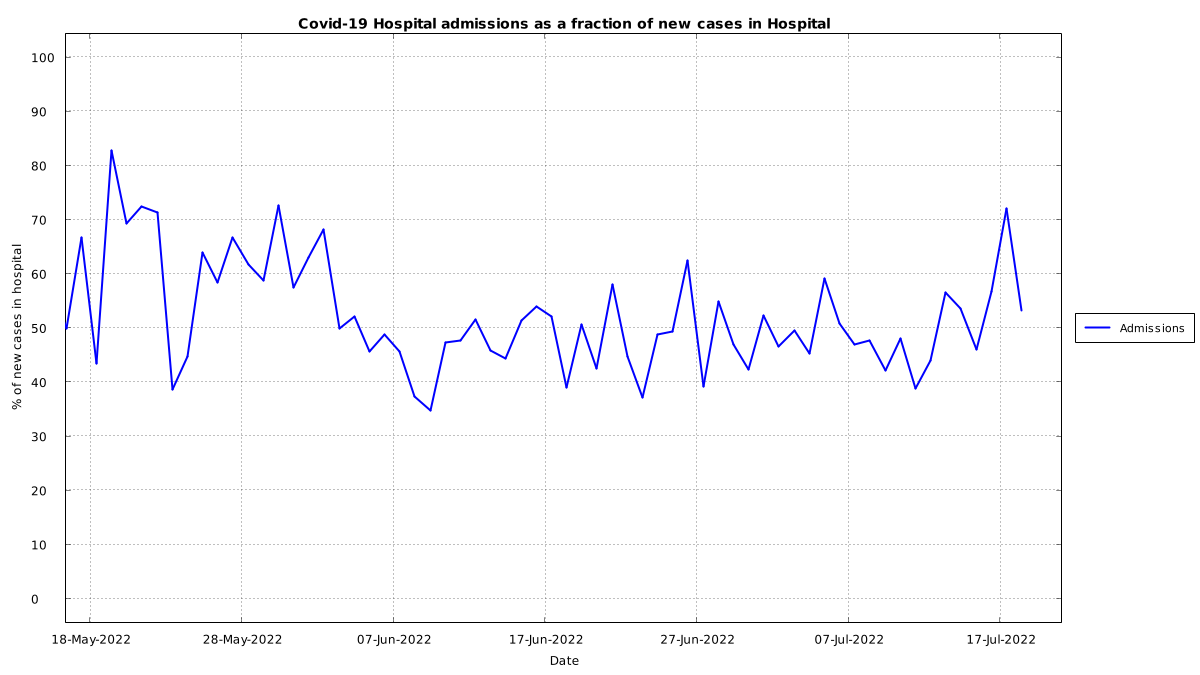 Covid-19 Hospital admissions as a fraction of new cases in Hospital
100
90
80
70
60
50
40
30
20
10
0
% of new cases in hospital
18-May-2022 28-May-2022 07-Jun-2022 17-Jun-2022 27-Jun-2022 07-Jul-2022 17-Jul-2022
Date
Admissions